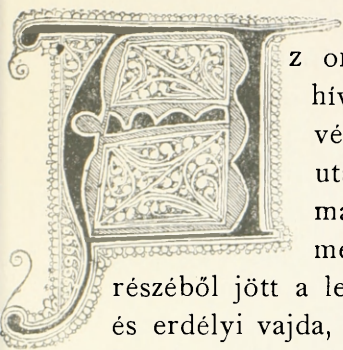 Az or
hív
vé
ut
ma
me
részéből jött a le
és erdélyi vajda,